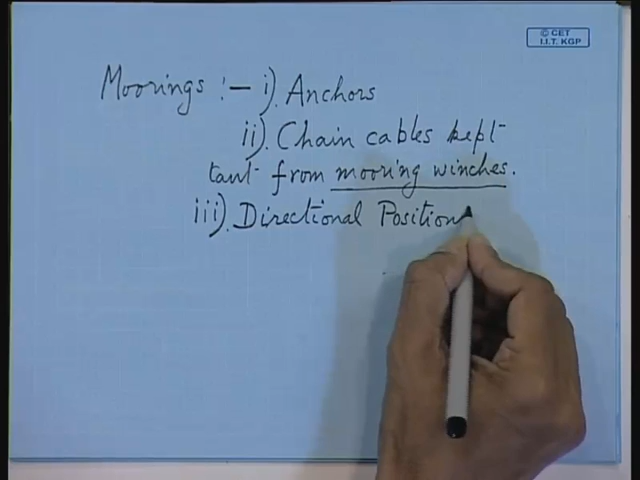 © CET
I.I.T. KGP
Moorings :- i). Anchors
ii). Chain cables kept
taut from mooring winches.
iii). Directional Position